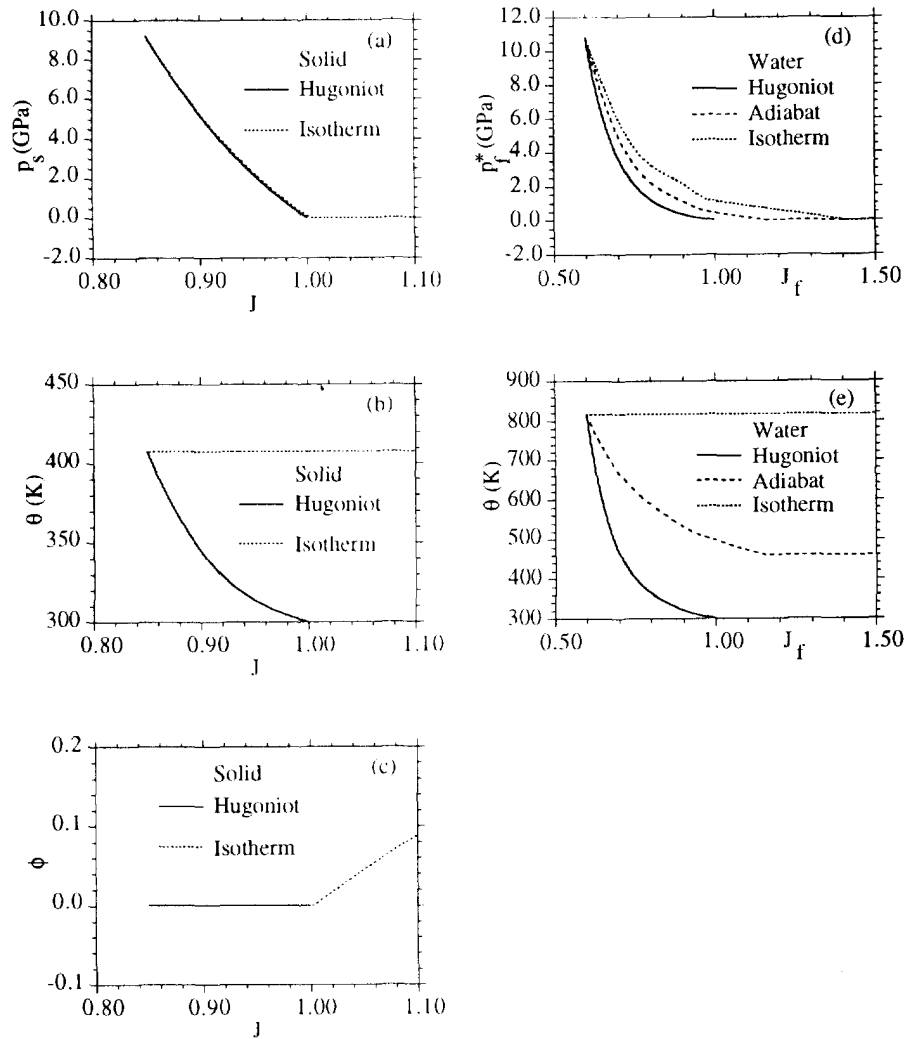 (a)
Solid
Hugoniot
Isotherm
p_s (GPa)
10.0
8.0
6.0
4.0
2.0
0.0
-2.0
0.80
0.90
1.00
1.10
J
(d)
Water
Hugoniot
Adiabat
Isotherm
p_f^* (GPa)
12.0
10.0
8.0
6.0
4.0
2.0
0.0
-2.0
0.50
1.00
J_f
1.50
(b)
Solid
Hugoniot
Isotherm
θ (K)
450
400
350
300
0.80
0.90
1.00
1.10
J
(e)
Water
Hugoniot
Adiabat
Isotherm
θ (K)
900
800
700
600
500
400
300
0.50
1.00
J_f
1.50
(c)
Solid
Hugoniot
Isotherm
φ
0.2
0.1
0.0
-0.1
0.80
0.90
1.00
1.10
J